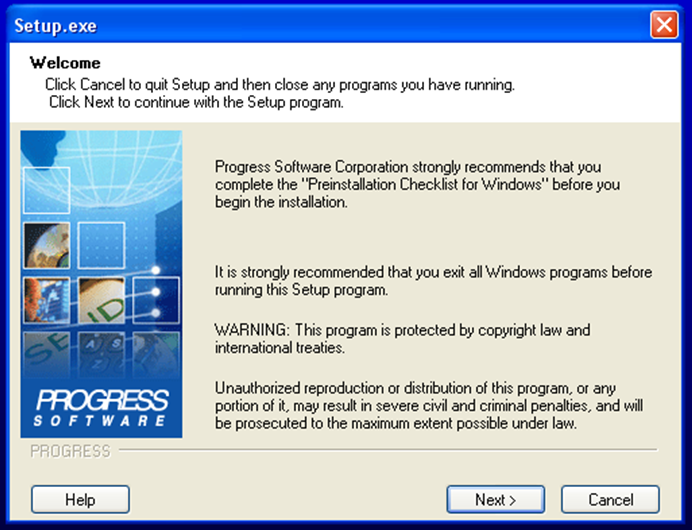 Setup.exe
Welcome
Click Cancel to quit Setup and then close any programs you have running.
Click Next to continue with the Setup program.
Progress Software Corporation strongly recommends that you
complete the "Preinstallation Checklist for Windows" before you
begin the installation.
It is strongly recommended that you exit all Windows programs before
running this Setup program.
WARNING: This program is protected by copyright law and
international treaties.
Unauthorized reproduction or distribution of this program, or any
portion of it, may result in severe civil and criminal penalties, and will
be prosecuted to the maximum extent possible under law.
SEND
A S
Z
PROGRESS
SOFTWARE
PROGRESS
Help
Next >
Cancel